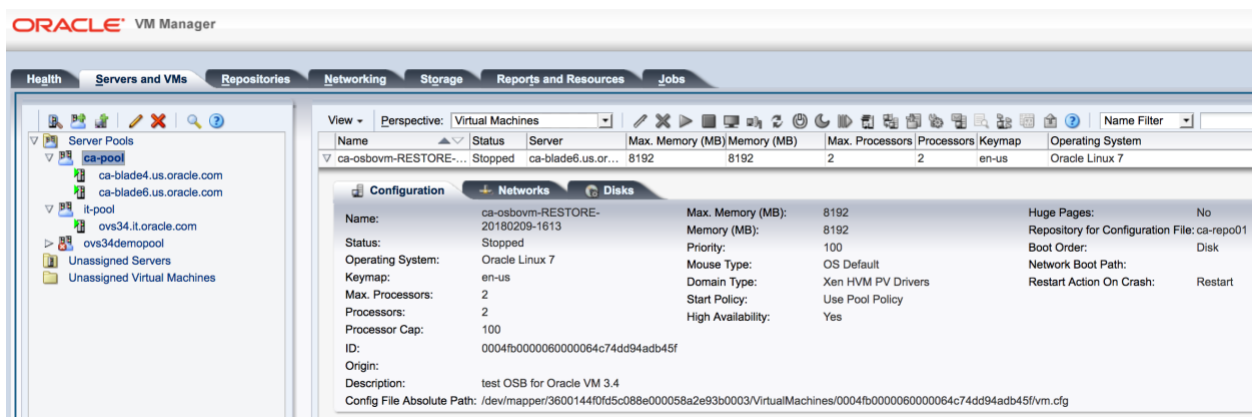 ORACLE VM Manager
Health Servers and VMs Repositories Networking Storage Reports and Resources Jobs
View Perspective: Virtual Machines Name Filter
Server Pools
ca-pool
ca-blade4.us.oracle.com
ca-blade6.us.oracle.com
it-pool
ovs34.it.oracle.com
ovs34demopool
Unassigned Servers
Unassigned Virtual Machines
Name Status Server Max. Memory (MB) Memory (MB) Max. Processors Processors Keymap Operating System
ca-osbovm-RESTORE-... Stopped ca-blade6.us.or... 8192 8192 2 2 en-us Oracle Linux 7
Configuration Networks Disks
Name: ca-osbovm-RESTORE-
20180209-1613
Status: Stopped
Operating System: Oracle Linux 7
Keymap: en-us
Max. Processors: 2
Processors: 2
Processor Cap: 100
ID: 0004fb0000060000064c74dd94adb45f
Origin:
Description: test OSB for Oracle VM 3.4
Config File Absolute Path: /dev/mapper/3600144f0fd5c088e000058a2e93b0003/VirtualMachines/0004fb0000060000064c74dd94adb45f/vm.cfg
Max. Memory (MB): 8192
Memory (MB): 8192
Priority: 100
Mouse Type: OS Default
Domain Type: Xen HVM PV Drivers
Start Policy: Use Pool Policy
High Availability: Yes
Huge Pages: No
Repository for Configuration File: ca-repo01
Boot Order: Disk
Network Boot Path:
Restart Action On Crash: Restart